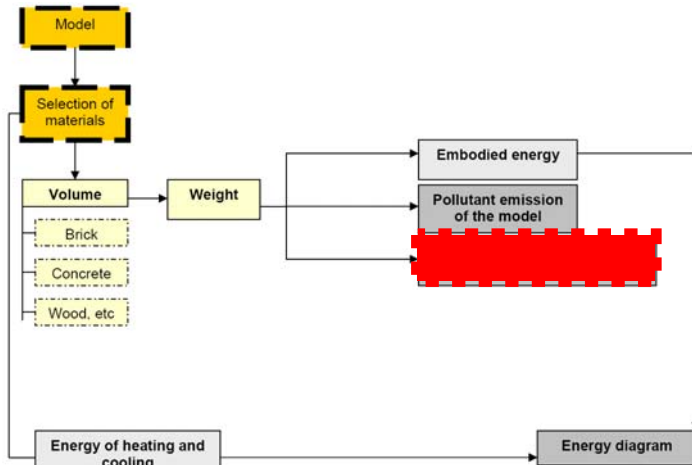 Model
Selection of
materials
Volume
Weight
Brick
Concrete
Wood, etc
Embodied energy
Pollutant emission
of the model
Energy of heating and
cooling
Energy diagram